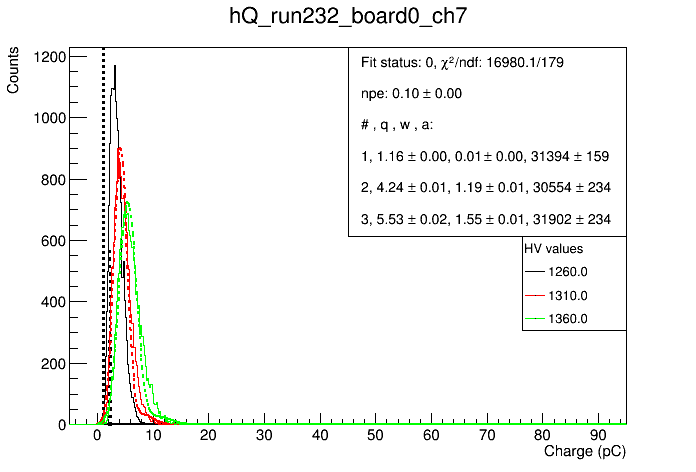 hQ_run232_board0_ch7
Counts
1200
1000
800
600
400
200
0
Fit status: 0, χ²/ndf: 16980.1/179
npe: 0.10 ± 0.00
# , q , w , a:
1, 1.16 ± 0.00, 0.01 ± 0.00, 31394 ± 159
2, 4.24 ± 0.01, 1.19 ± 0.01, 30554 ± 234
3, 5.53 ± 0.02, 1.55 ± 0.01, 31902 ± 234
HV values
1260.0
1310.0
1360.0
0 10 20 30 40 50 60 70 80 90
Charge (pC)